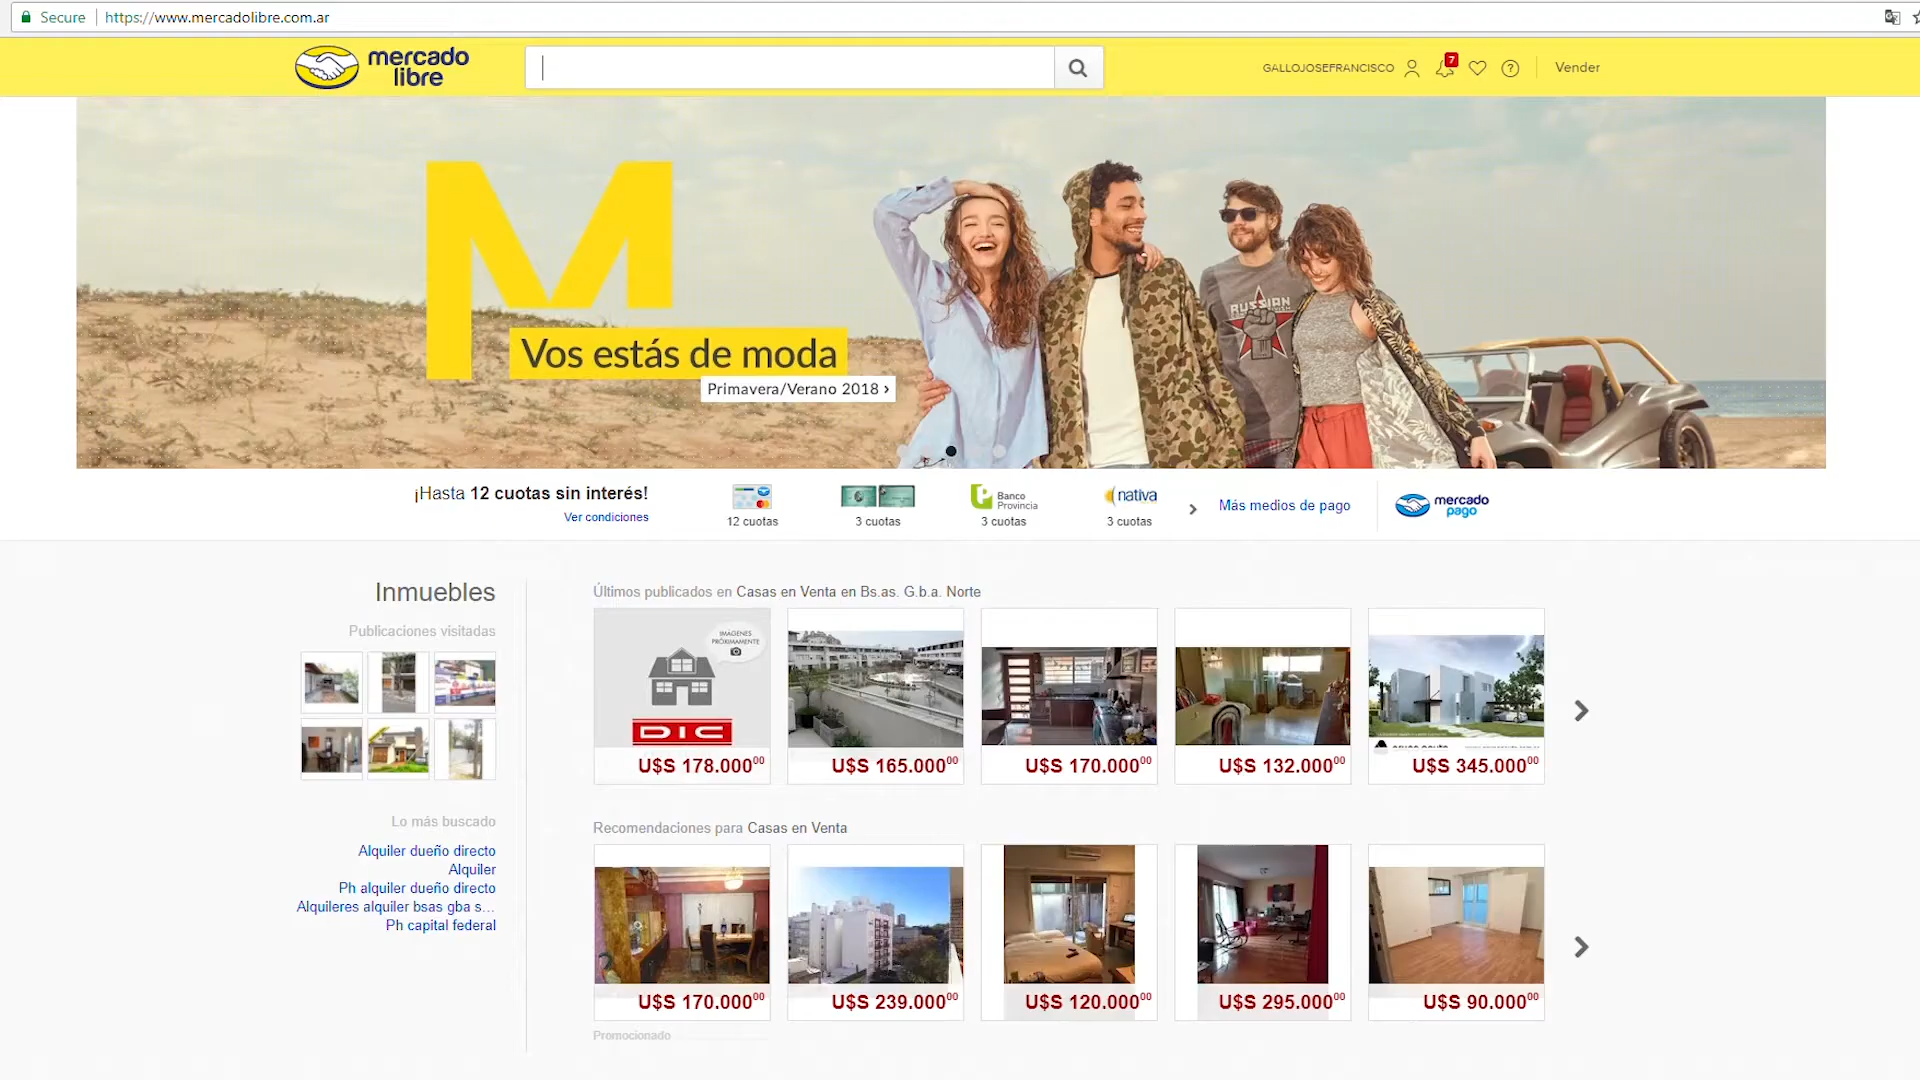 Secure https://www.mercadolibre.com.ar
mercado
libre
GALLOJOSEFRANCISCO 7 Vender
M
RUSSIAN
Vos estás de moda
Primavera/Verano 2018 ›
¡Hasta 12 cuotas sin interés!
Ver condiciones
12 cuotas
3 cuotas
Banco
Provincia
3 cuotas
nativa
3 cuotas
Más medios de pago
mercado
pago
Inmuebles
Publicaciones visitadas
Lo más buscado
Alquiler dueño directo
Alquiler
Ph alquiler dueño directo
Alquileres alquiler bsas gba s...
Ph capital federal
Últimos publicados en Casas en Venta en Bs.as. G.b.a. Norte
IMÁGENES
PRÓXIMAMENTE
DIC
U$S 178.000⁰⁰
U$S 165.000⁰⁰
U$S 170.000⁰⁰
U$S 132.000⁰⁰
U$S 345.000⁰⁰
Recomendaciones para Casas en Venta
U$S 170.000⁰⁰
U$S 239.000⁰⁰
U$S 120.000⁰⁰
U$S 295.000⁰⁰
U$S 90.000⁰⁰
Promocionado